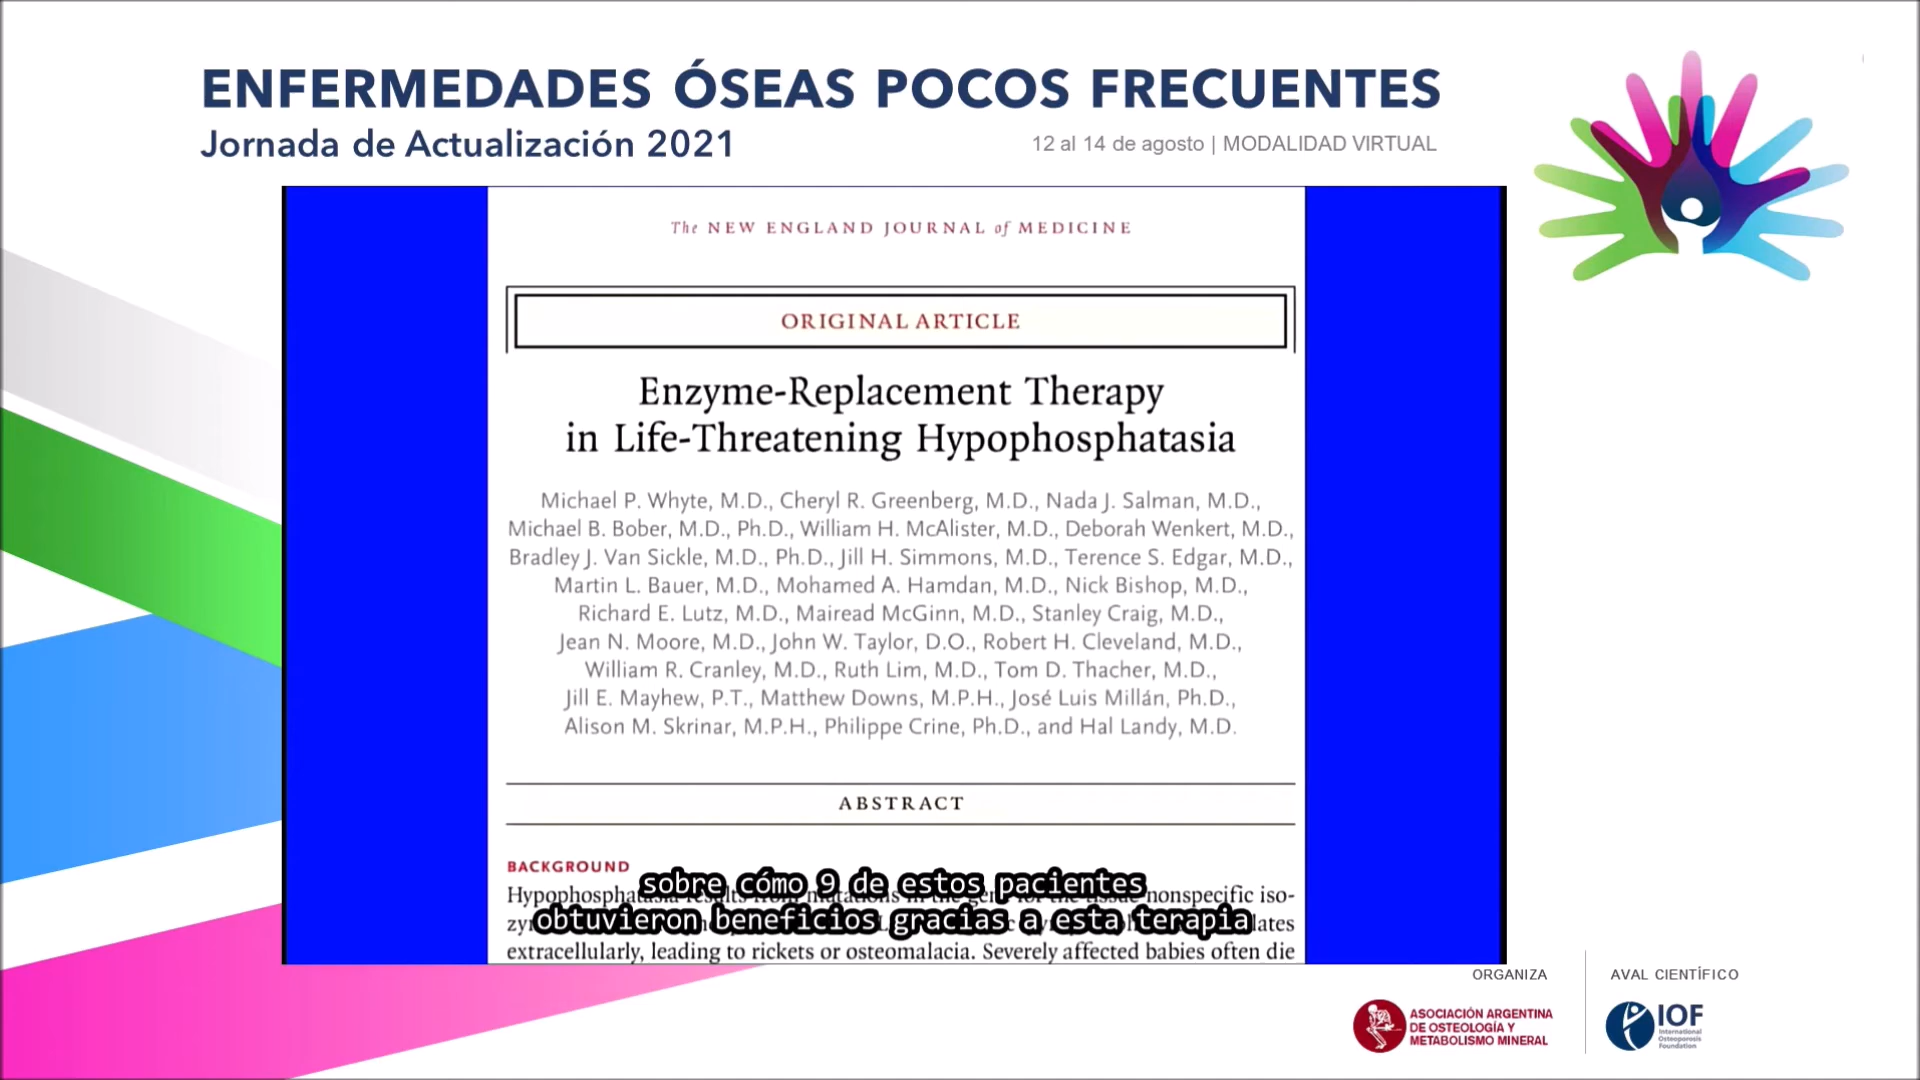 ENFERMEDADES ÓSEAS POCOS FRECUENTES
Jornada de Actualización 2021
12 al 14 de agosto | MODALIDAD VIRTUAL
The NEW ENGLAND JOURNAL of MEDICINE
ORIGINAL ARTICLE
Enzyme-Replacement Therapy
in Life-Threatening Hypophosphatasia
Michael P. Whyte, M.D., Cheryl R. Greenberg, M.D., Nada J. Salman, M.D.,
Michael B. Bober, M.D., Ph.D., William H. McAlister, M.D., Deborah Wenkert, M.D.,
Bradley J. Van Sickle, M.D., Ph.D., Jill H. Simmons, M.D., Terence S. Edgar, M.D.,
Martin L. Bauer, M.D., Mohamed A. Hamdan, M.D., Nick Bishop, M.D.,
Richard E. Lutz, M.D., Mairead McGinn, M.D., Stanley Craig, M.D.,
Jean N. Moore, M.D., John W. Taylor, D.O., Robert H. Cleveland, M.D.,
William R. Cranley, M.D., Ruth Lim, M.D., Tom D. Thacher, M.D.,
Jill E. Mayhew, P.T., Matthew Downs, M.P.H., José Luis Millán, Ph.D.,
Alison M. Skrinar, M.P.H., Philippe Crine, Ph.D., and Hal Landy, M.D.
ABSTRACT
BACKGROUND
nonspecific iso-
extracellularly, leading to rickets or osteomalacia. Severely affected babies often die
sobre cómo 9 de estos pacientes
obtuvieron beneficios gracias a esta terapia
ORGANIZA
ASOCIACIÓN ARGENTINA
DE OSTEOLOGÍA Y
METABOLISMO MINERAL
AVAL CIENTÍFICO
IOF
International
Osteoporosis
Foundation